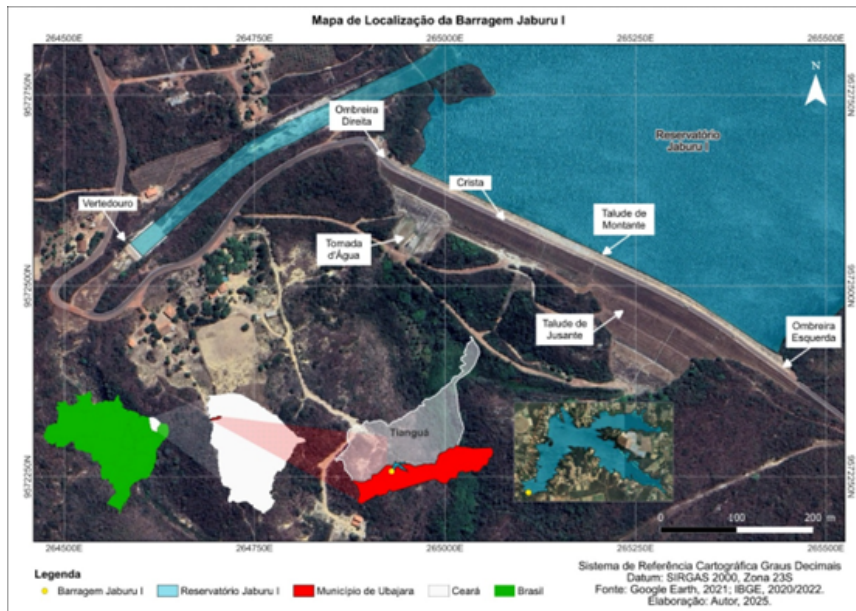 Mapa de Localização da Barragem Jaburu I
264500E
264750E
265000E
265250E
265500E
9572750N
9572750N
N
Ombreira
Direita
Reservatório
Jaburu I
Crista
Vertedouro
Talude de
Montante
Tomada
d'Água
9572500N
9572500N
Talude de
Jusante
Ombreira
Esquerda
Tianguá
9572250N
9572250N
0 100 200 m
264500E
264750E
265000E
265250E
265500E
Legenda
Barragem Jaburu I
Reservatório Jaburu I
Município de Ubajara
Ceará
Brasil
Sistema de Referência Cartográfica Graus Decimais
Datum: SIRGAS 2000, Zona 23S
Fonte: Google Earth, 2021; IBGE, 2020/2022.
Elaboração: Autor, 2025.